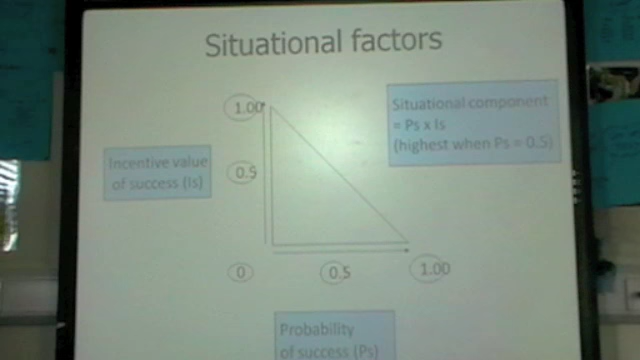 Situational factors
1.00
Situational component
= Ps x Is
(highest when Ps = 0.5)
Incentive value
of success (Is)
0.5
0
0.5
1.00
Probability
of success (Ps)